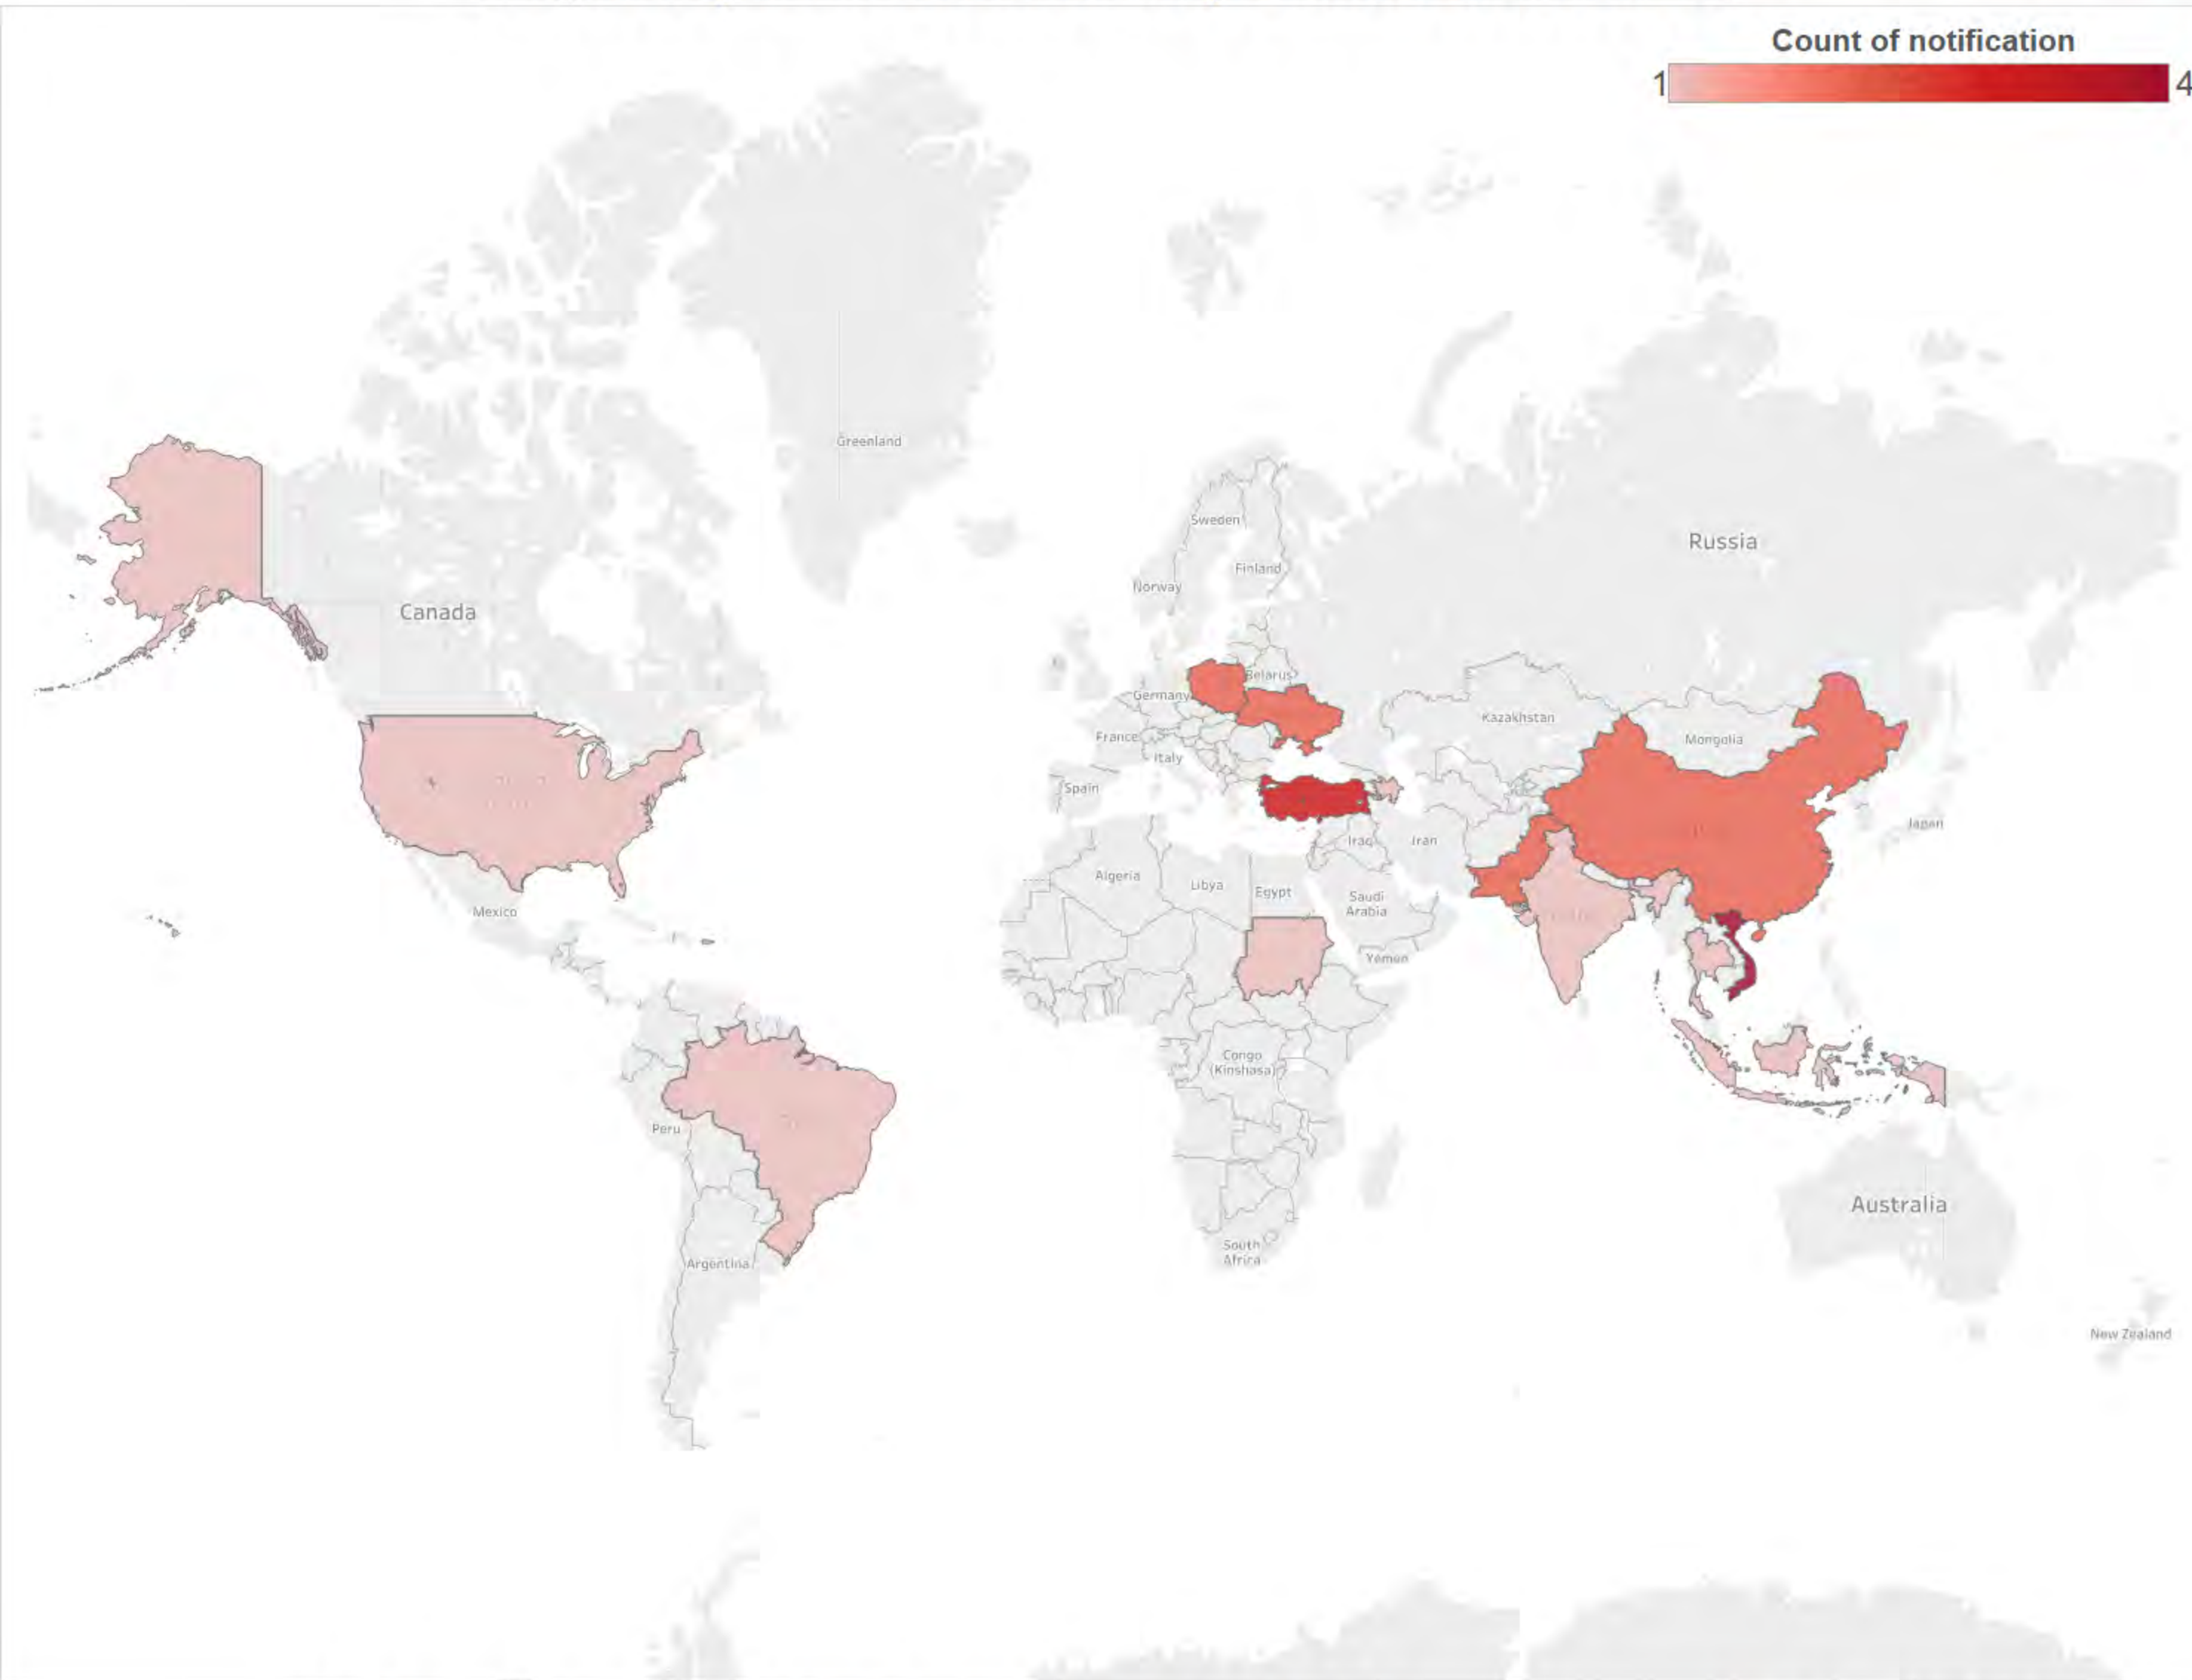 Count of notification
1
4
Greenland
Sweden
Russia
Finland
Norway
Canada
Belarus
Germany
Kazakhstan
France
Mongolia
Italy
Spain
Japan
Iraq
Iran
Algeria
Libya
Egypt
Saudi
Arabia
Mexico
Yemen
Congo
(Kinshasa)
Peru
Australia
South
Africa
Argentina
New Zealand